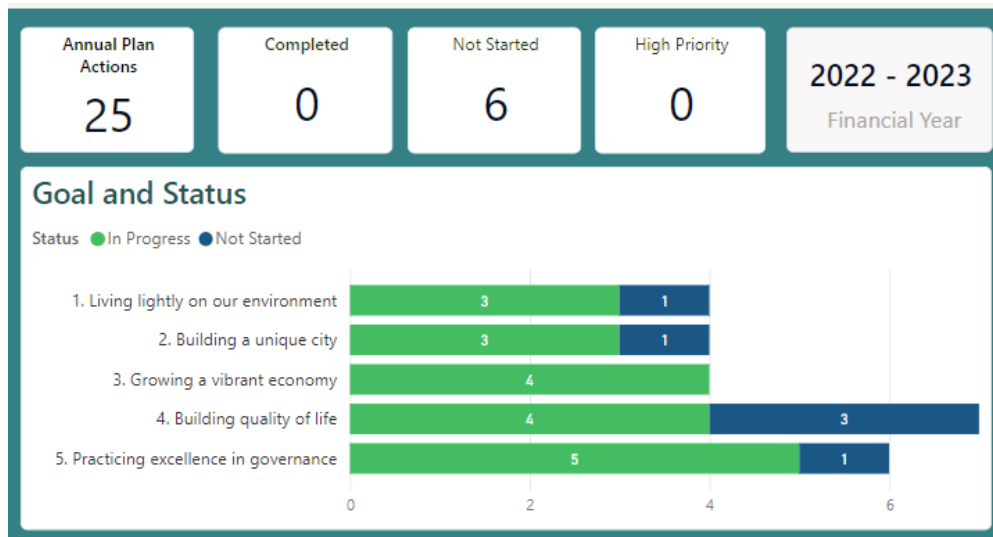 Annual Plan
Actions
25
Completed
0
Not Started
6
High Priority
0
2022 - 2023
Financial Year
Goal and Status
Status In Progress Not Started
1. Living lightly on our environment 3 1
2. Building a unique city 3 1
3. Growing a vibrant economy 4
4. Building quality of life 4 3
5. Practicing excellence in governance 5 1
0 2 4 6